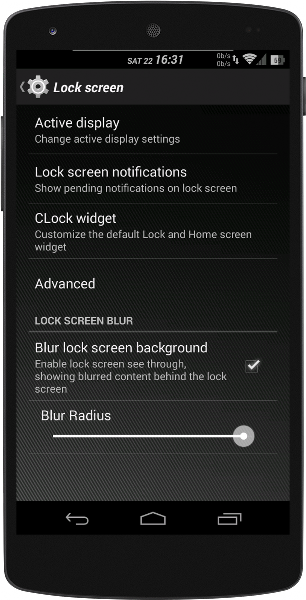 SAT 22 16:31
0b/s
0b/s
Lock screen
Active display
Change active display settings
Lock screen notifications
Show pending notifications on lock screen
CLock widget
Customize the default Lock and Home screen
widget
Advanced
LOCK SCREEN BLUR
Blur lock screen background
Enable lock screen see through,
showing blurred content behind the lock
screen
Blur Radius